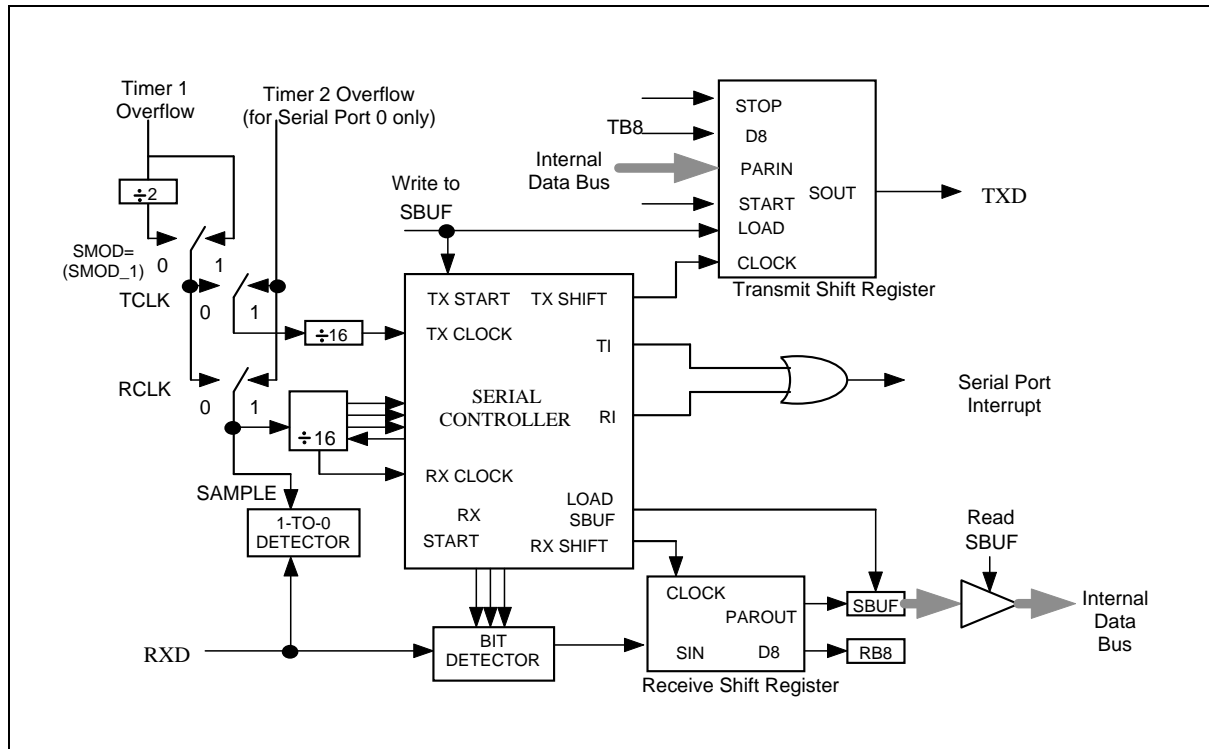 Timer 1
Overflow
Timer 2 Overflow
(for Serial Port 0 only)
÷2
SMOD=
(SMOD_1)
0
1
TCLK
0
1
÷16
RCLK
0
1
÷16
SAMPLE
1-TO-0
DETECTOR
RXD
Write to
SBUF
TX START
TX SHIFT
TX CLOCK
TI
SERIAL
CONTROLLER
RI
RX CLOCK
LOAD
SBUF
RX
START
RX SHIFT
BIT
DETECTOR
TB8
Internal
Data Bus
STOP
D8
PARIN
SOUT
START
LOAD
CLOCK
Transmit Shift Register
TXD
Serial Port
Interrupt
CLOCK
PAROUT
SIN
D8
Receive Shift Register
SBUF
RB8
Read
SBUF
Internal
Data
Bus